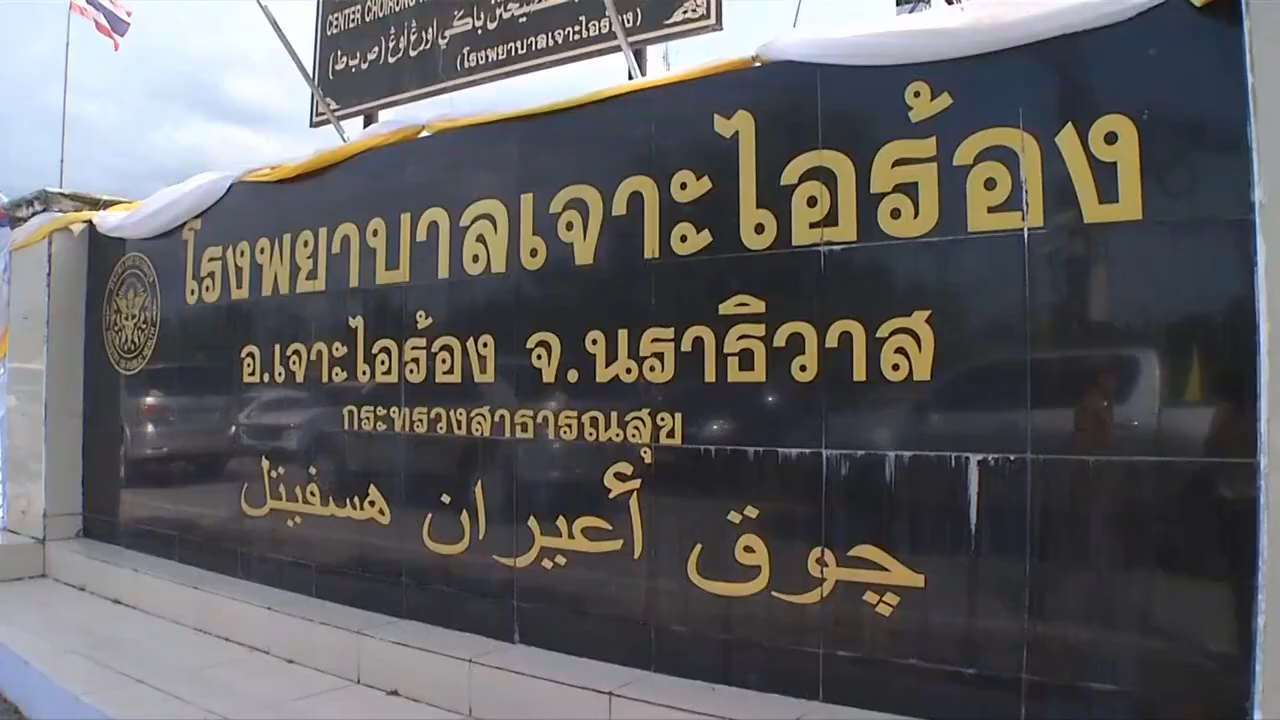 CENTER CHOIRONG
اورڠ اوڠ (ص ب ط)
(โรงพยาบาลเจาะไอร้อง)
โรงพยาบาลเจาะไอร้อง
อ.เจาะไอร้อง จ.นราธิวาส
กระทรวงสาธารณสุข
چوق أعيران هسفيتل